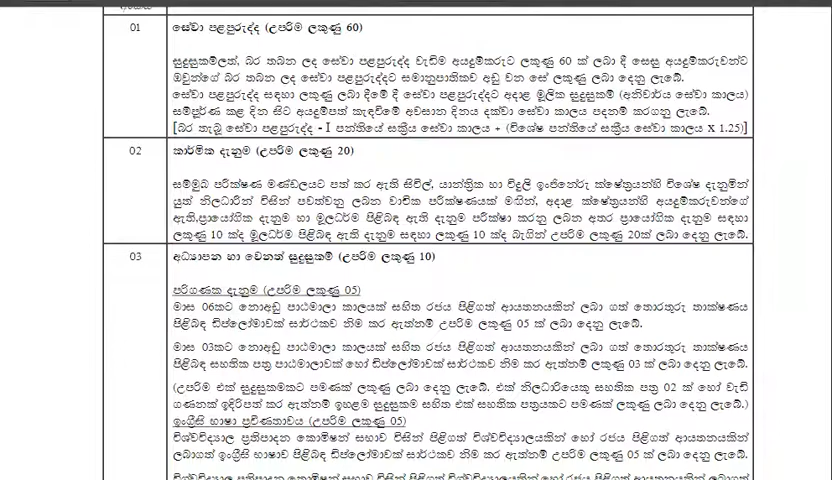 01 සේවා පළපුරුද්ද (උපරිම ලකුණු 60)
සුදුසුකම්ලත්, බර තබන ලද සේවා පළපුරුද්ද වැඩිම අයදුම්කරුට ලකුණු 60 ක් ලබා දී සෙසු අයදුම්කරුවන්ට
ඔවුන්ගේ බර තබන ලද සේවා පළපුරුද්දට සමානුපාතිකව අඩු වන සේ ලකුණු ලබා දෙනු ලැබේ.
සේවා පළපුරුද්ද සඳහා ලකුණු ලබා දීමේ දී සේවා පළපුරුද්දට අදාළ මූලික සුදුසුකම් (අනිවාර්ය සේවා කාලය)
සම්පූර්ණ කළ දින සිට අයදුම්පත් කැඳවීමේ අවසාන දිනය දක්වා සේවා කාලය පදනම් කරගනු ලැබේ.
[බර තැබූ සේවා පළපුරුද්ද - I පන්තියේ සක්‍රීය සේවා කාලය + (විශේෂ පන්තියේ සක්‍රීය සේවා කාලය X 1.25)]
02 කාර්මික දැනුම (උපරිම ලකුණු 20)
සම්මුඛ පරීක්ෂණ මණ්ඩලයට පත් කර ඇති සිවිල්, යාන්ත්‍රික හා විදුලි ඉංජිනේරු ක්ෂේත්‍රයන්හි විශේෂ දැනුමින්
යුත් නිලධාරීන් විසින් පවත්වනු ලබන වාචික පරීක්ෂණයක් මගින්, අදාළ ක්ෂේත්‍රයන්හි අයදුම්කරුවන්ගේ
ඇති,ප්‍රායෝගික දැනුම හා මූලධර්ම පිළිබඳ ඇති දැනුම පරීක්ෂා කරනු ලබන අතර ප්‍රායෝගික දැනුම සඳහා
ලකුණු 10 ක්ද මූලධර්ම පිළිබඳ ඇති දැනුම සඳහා ලකුණු 10 ක්ද බැගින් උපරිම ලකුණු 20ක් ලබා දෙනු ලැබේ.
03 අධ්‍යාපන හා වෙනත් සුදුසුකම් (උපරිම ලකුණු 10)
පරිගණක දැනුම (උපරිම ලකුණු 05)
මාස 06කට නොඅඩු පාඨමාලා කාලයක් සහිත රජය පිළිගත් ආයතනයකින් ලබා ගත් තොරතුරු තාක්ෂණය
පිළිබඳ ඩිප්ලෝමාවක් සාර්ථකව නිම කර ඇත්නම් උපරිම ලකුණු 05 ක් ලබා දෙනු ලැබේ.
මාස 03කට නොඅඩු පාඨමාලා කාලයක් සහිත රජය පිළිගත් ආයතනයකින් ලබා ගත් තොරතුරු තාක්ෂණය
පිළිබඳ සහතික පත්‍ර පාඨමාලාවක් හෝ ඩිප්ලෝමාවක් සාර්ථකව නිම කර ඇත්නම් ලකුණු 03 ක් ලබා දෙනු ලැබේ.
(උපරිම එක් සුදුසුකමකට පමණක් ලකුණු ලබා දෙනු ලැබේ. එක් නිලධාරියෙකු සහතික පත්‍ර 02 ක් හෝ වැඩි
ගණනක් ඉදිරිපත් කර ඇත්නම් ඉහළම සුදුසුකම සහිත එක් සහතික පත්‍රයකට පමණක් ලකුණු ලබා දෙනු ලැබේ.)
ඉංග්‍රීසි භාෂා ප්‍රවීණතාවය (උපරිම ලකුණු 05)
විශ්වවිද්‍යාල ප්‍රතිපාදන කොමිෂන් සභාව විසින් පිළිගත් විශ්වවිද්‍යාලයකින් හෝ රජය පිළිගත් ආයතනයකින්
ලබාගත් ඉංග්‍රීසි භාෂාව පිළිබඳ ඩිප්ලෝමාවක් සාර්ථකව නිම කර ඇත්නම් උපරිම ලකුණු 05 ක් ලබා දෙනු ලැබේ.